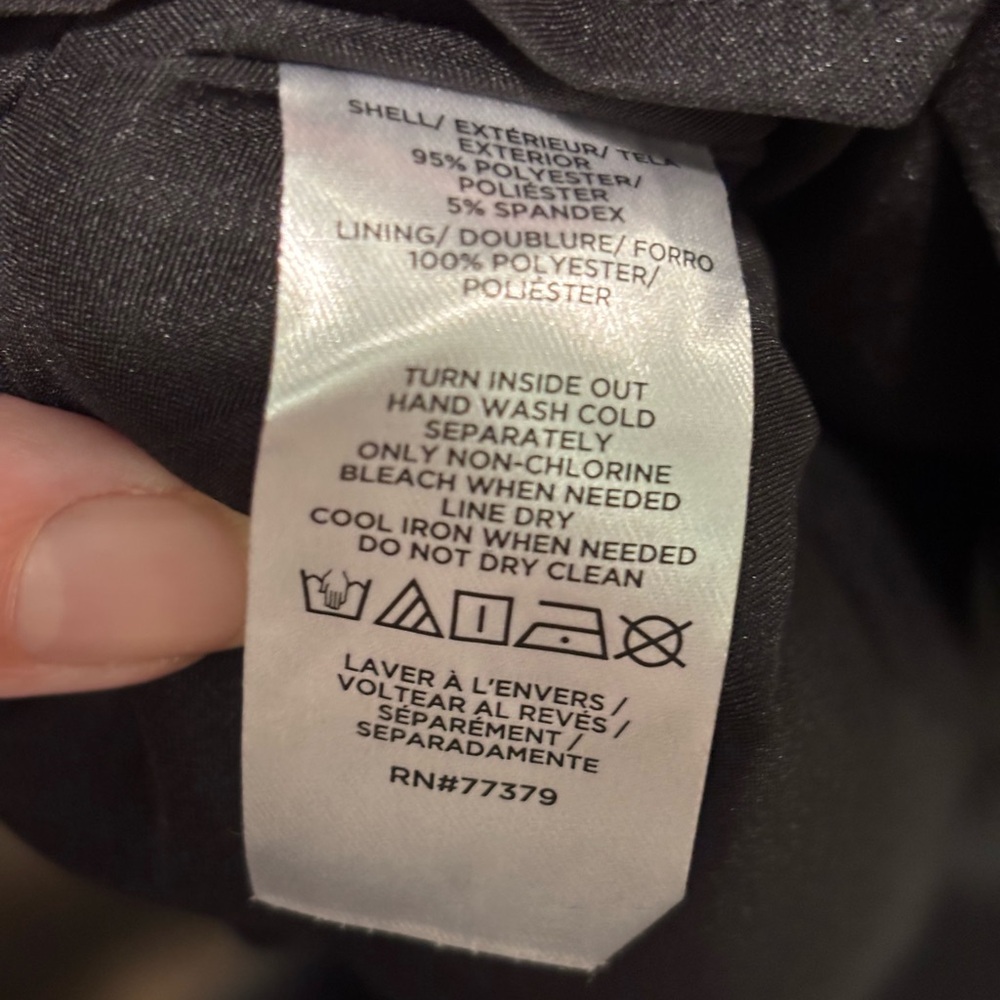 SHELL/ EXTÉRIEUR/ TELA
EXTERIOR
95% POLYESTER/
POLIÉSTER
5% SPANDEX
LINING/ DOUBLURE/ FORRO
100% POLYESTER/
POLIÉSTER
TURN INSIDE OUT
HAND WASH COLD
SEPARATELY
ONLY NON-CHLORINE
BLEACH WHEN NEEDED
LINE DRY
COOL IRON WHEN NEEDED
DO NOT DRY CLEAN
LAVER À L'ENVERS /
VOLTEAR AL REVÉS /
SÉPARÉMENT /
SEPARADAMENTE
RN#77379